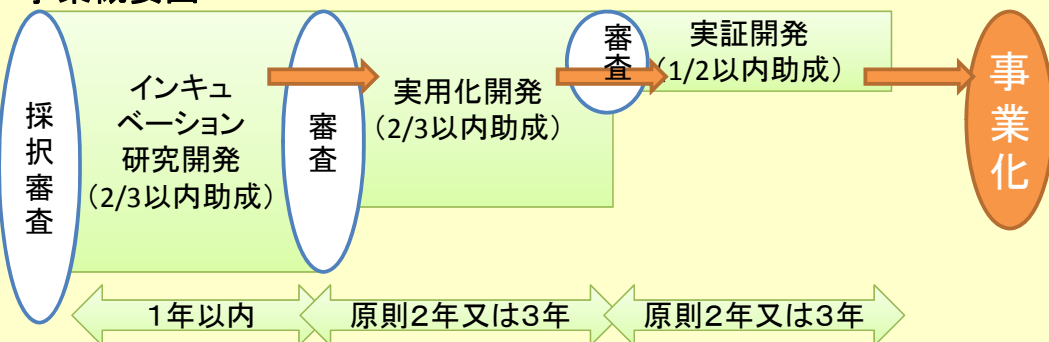 事業概要図
採択審査
インキュ
ベーション
研究開発
（2/3以内助成）
審査
実用化開発
（2/3以内助成）
審査
実証開発
（1/2以内助成）
事業化
1年以内
原則2年又は3年
原則2年又は3年